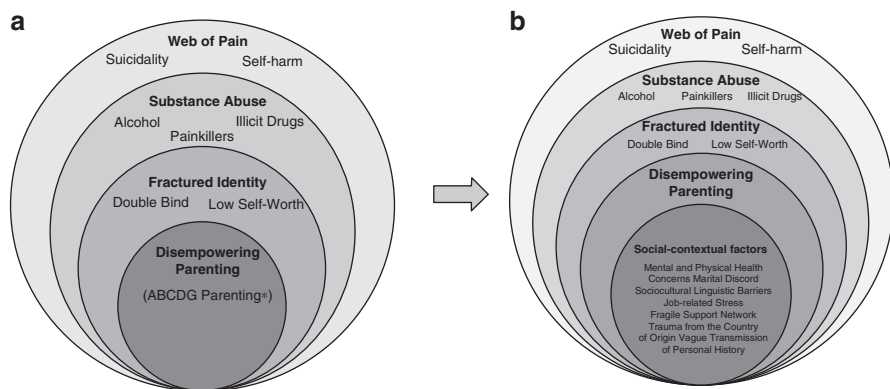 a
Web of Pain
Suicidality Self-harm
Substance Abuse
Alcohol Illicit Drugs
Painkillers
Fractured Identity
Double Bind Low Self-Worth
Disempowering
Parenting
(ABCDG Parenting*)
b
Web of Pain
Suicidality Self-harm
Substance Abuse
Alcohol Painkillers Illicit Drugs
Fractured Identity
Double Bind Low Self-Worth
Disempowering
Parenting
Social-contextual factors
Mental and Physical Health
Concerns Marital Discord
Sociocultural Linguistic Barriers
Job-related Stress
Fragile Support Network
Trauma from the Country
of Origin Vague Transmission
of Personal History